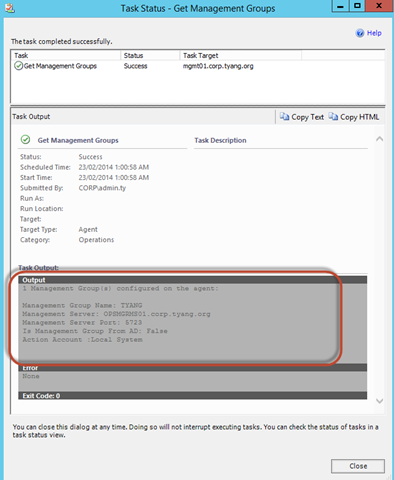 Task Status - Get Management Groups
Help
The task completed successfully.
Task Status Task Target
Get Management Groups Success mgmt01.corp.tyang.org
Task Output Copy Text Copy HTML
Get Management Groups Task Description
Status: Success
Scheduled Time: 23/02/2014 1:00:58 AM
Start Time: 23/02/2014 1:00:58 AM
Submitted By: CORP\admin.ty
Run As:
Run Location:
Target:
Target Type: Agent
Category: Operations
Task Output:
Output
1 Management Group(s) configured on the agent:
Management Group Name: TYANG
Management Server: OPSMGRMS01.corp.tyang.org
Management Server Port: 5723
Is Management Group From AD: False
Action Account :Local System
Error
None
Exit Code: 0
You can close this dialog at any time. Doing so will not interrupt executing tasks. You can check the status of tasks in a
task status view.
Close